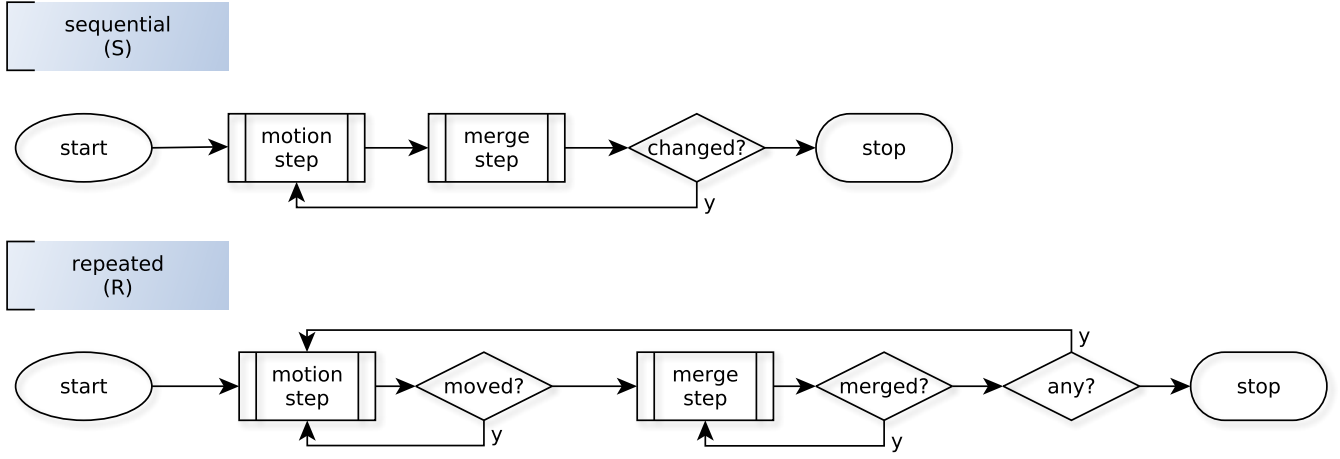 sequential
(S)
start
motion
step
merge
step
changed?
stop
y
repeated
(R)
y
start
motion
step
moved?
merge
step
merged?
any?
stop
y
y